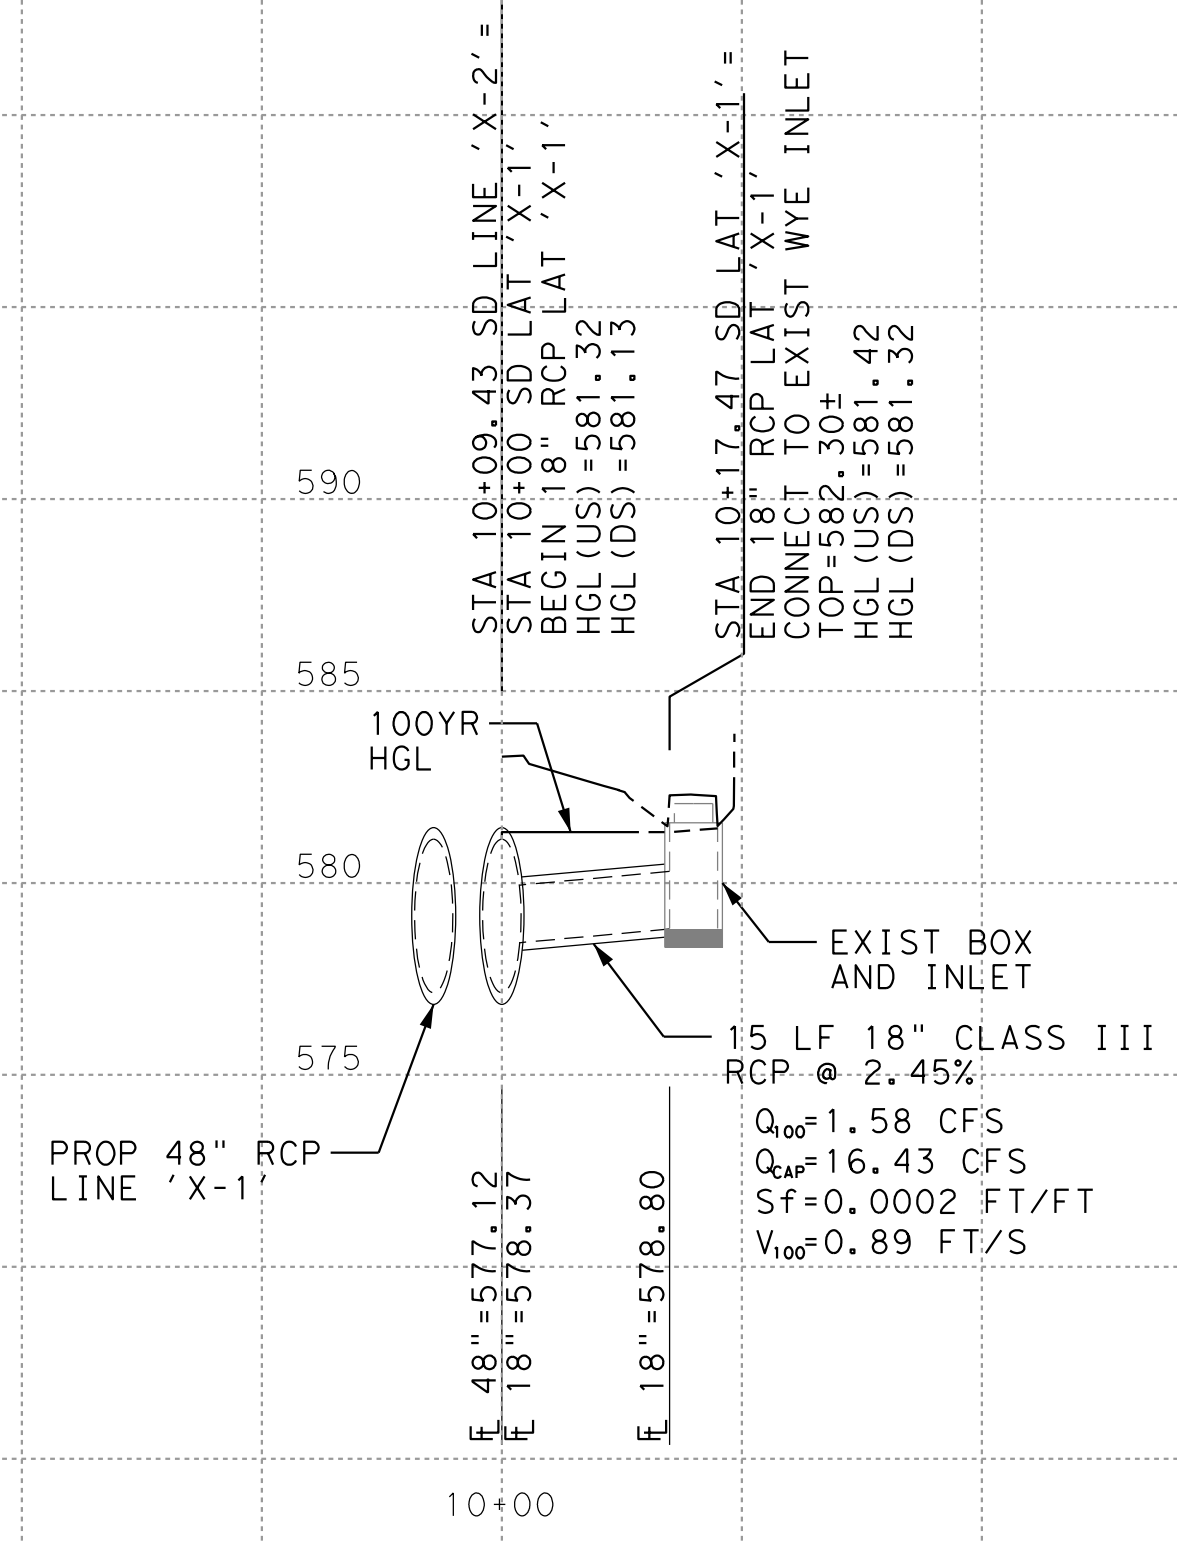 STA 10+09.43 SD LINE 'X-2'=
STA 10+00 SD LAT 'X-1'
BEGIN 18" RCP LAT 'X-1'
HGL(US)=581.32
HGL(DS)=581.13
STA 10+17.47 SD LAT 'X-1'=
END 18" RCP LAT 'X-1'
CONNECT TO EXIST WYE INLET
TOP=582.30±
HGL(US)=581.42
HGL(DS)=581.32
590
585
100YR
HGL
580
EXIST BOX
AND INLET
15 LF 18" CLASS III
RCP @ 2.45%
575
Q100=1.58 CFS
QCAP=16.43 CFS
Sf=0.0002 FT/FT
V100=0.89 FT/S
PROP 48" RCP
LINE 'X-1'
FL 48"=577.12
FL 18"=578.37
FL 18"=578.80
10+00